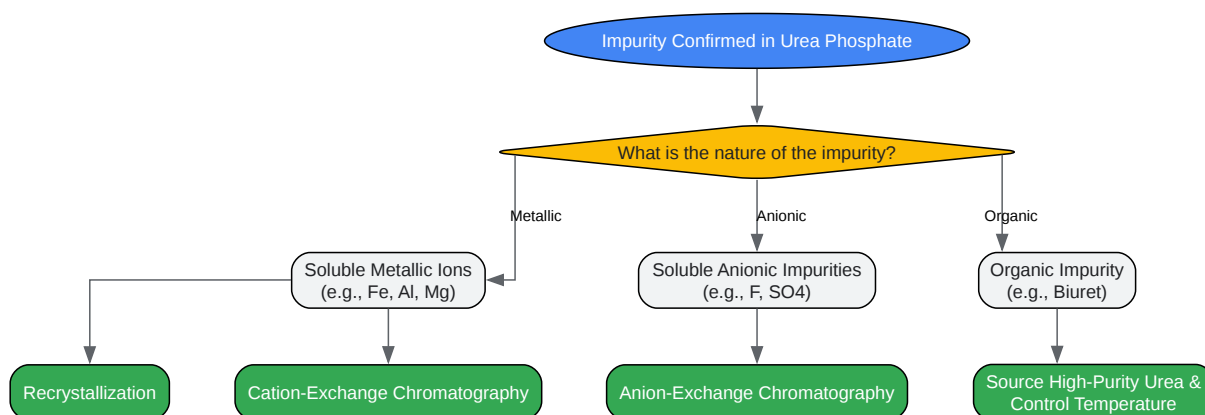 Impurity Confirmed in Urea Phosphate
What is the nature of the impurity?
Metallic
Anionic
Organic
Soluble Metallic Ions
(e.g., Fe, Al, Mg)
Soluble Anionic Impurities
(e.g., F, SO4)
Organic Impurity
(e.g., Biuret)
Recrystallization
Cation-Exchange Chromatography
Anion-Exchange Chromatography
Source High-Purity Urea &
Control Temperature